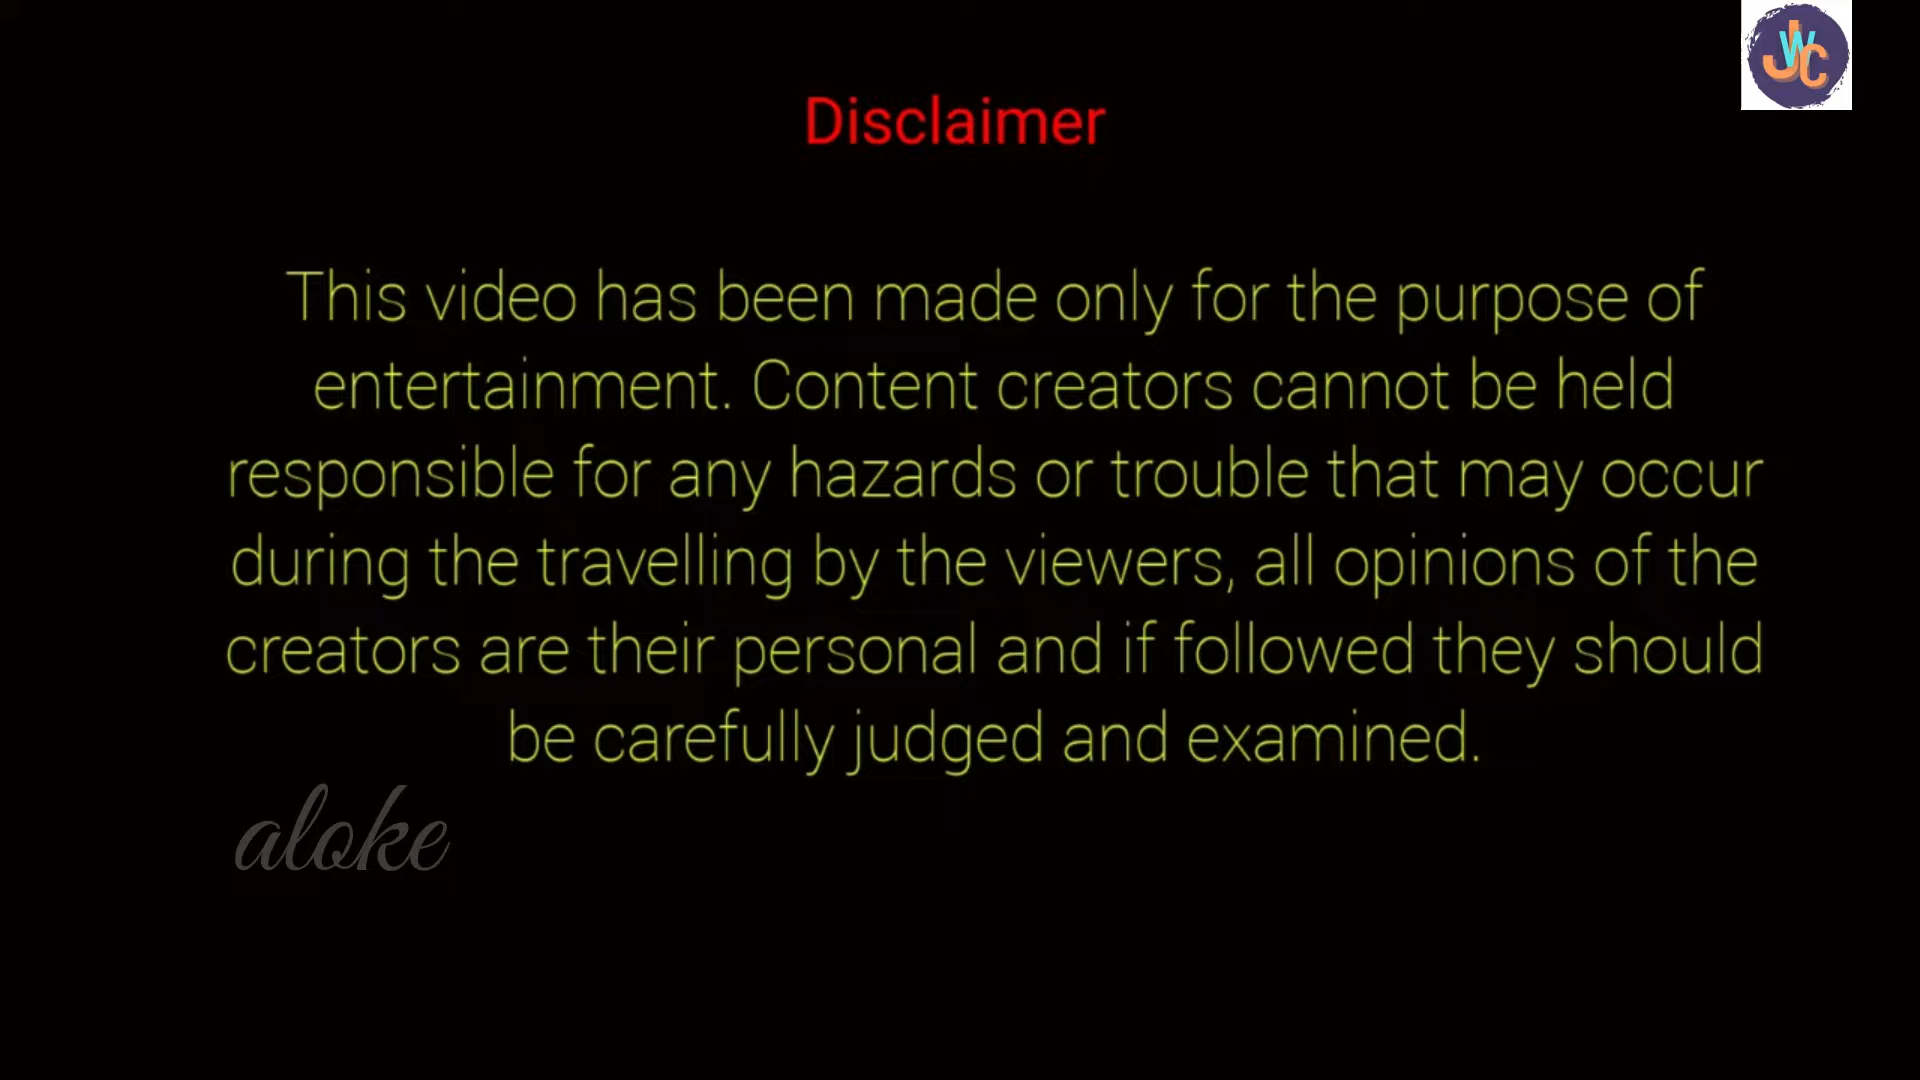 JWC
Disclaimer
This video has been made only for the purpose of
entertainment. Content creators cannot be held
responsible for any hazards or trouble that may occur
during the travelling by the viewers, all opinions of the
creators are their personal and if followed they should
be carefully judged and examined.
aloke